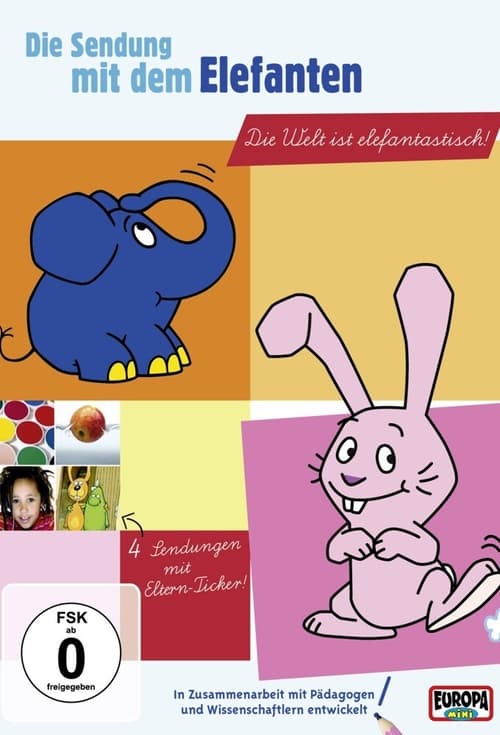 Die Sendung
mit dem Elefanten
Die Welt ist elefantastisch!
4 Sendungen
mit
Eltern-Ticker!
FSK
ab
0
freigegeben
In Zusammenarbeit mit Pädagogen
und Wissenschaftlern entwickelt
EUROPA
MINI